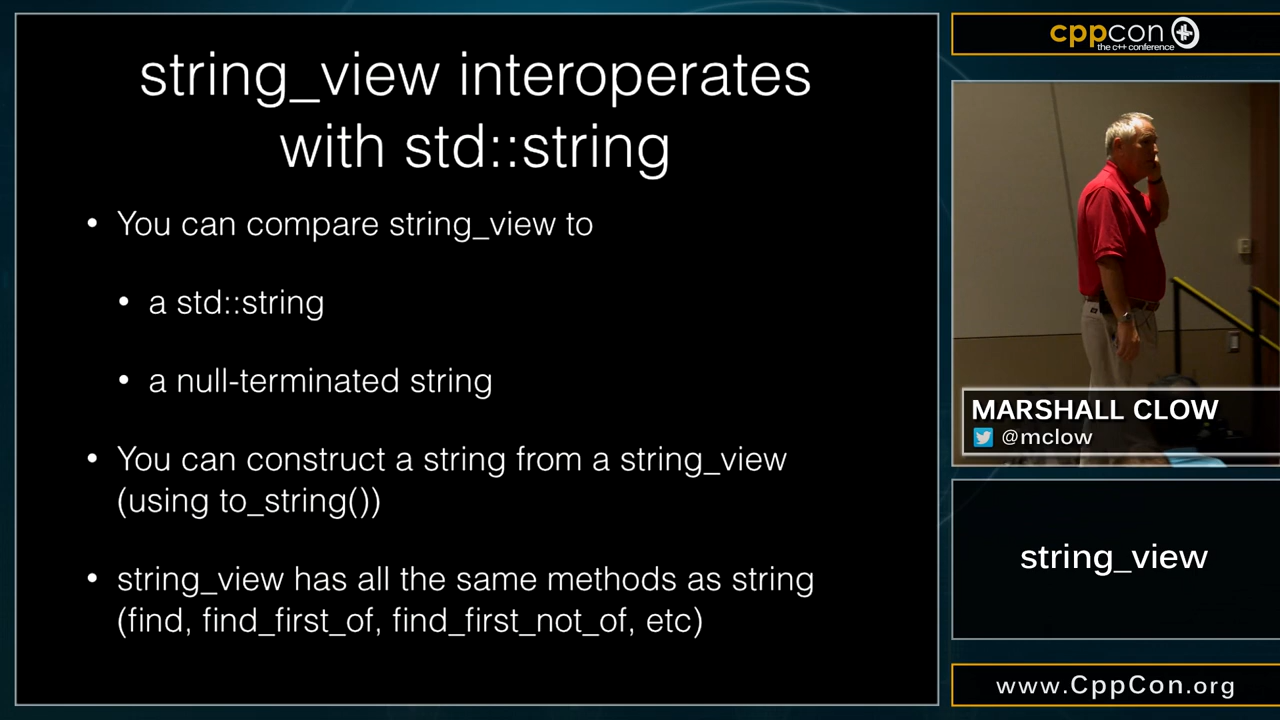 string_view interoperates
with std::string
• You can compare string_view to
• a std::string
• a null-terminated string
• You can construct a string from a string_view
(using to_string())
• string_view has all the same methods as string
(find, find_first_of, find_first_not_of, etc)
cppcon
the c++ conference
MARSHALL CLOW
@mclow
string_view
www.CppCon.org